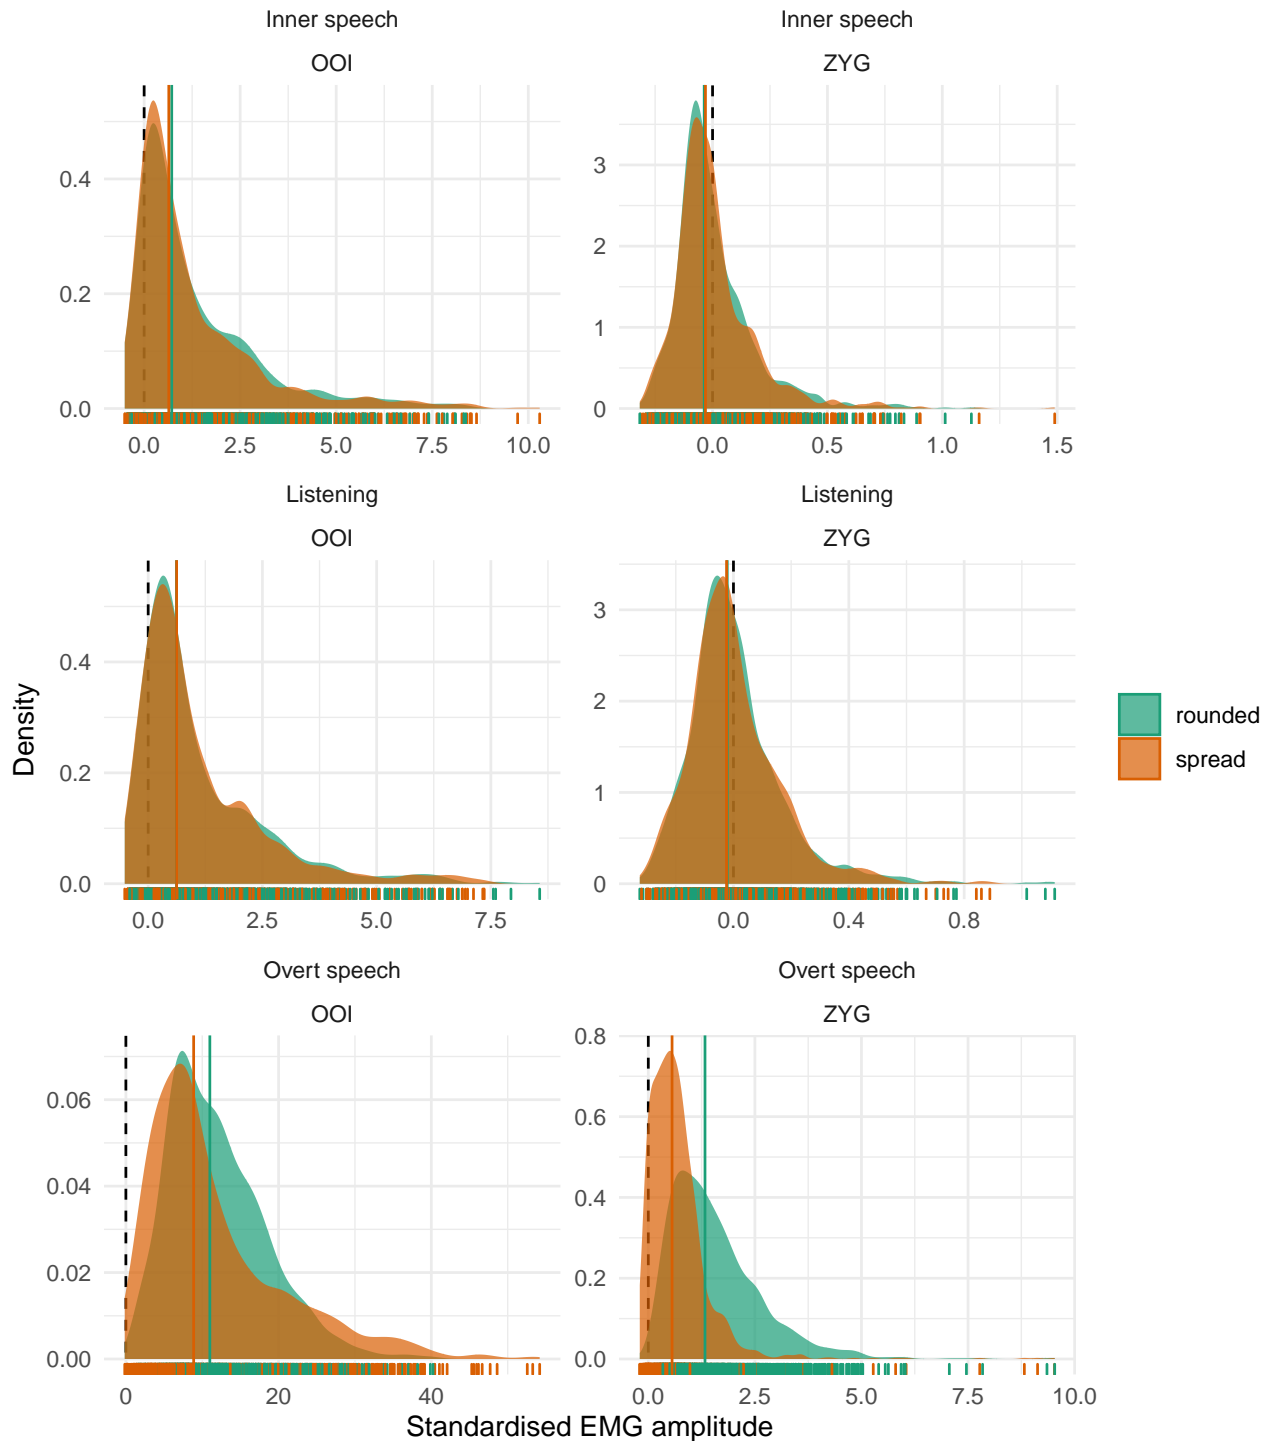 Inner speech
OOI
0.4
0.2
0.0
0.0 2.5 5.0 7.5 10.0
Inner speech
ZYG
3
2
1
0
0.0 0.5 1.0 1.5
Listening
OOI
0.4
0.2
0.0
0.0 2.5 5.0 7.5
Listening
ZYG
3
2
1
0
0.0 0.4 0.8
Overt speech
OOI
0.06
0.04
0.02
0.00
0 20 40
Overt speech
ZYG
0.8
0.6
0.4
0.2
0.0
0.0 2.5 5.0 7.5 10.0
Density
Standardised EMG amplitude
rounded
spread